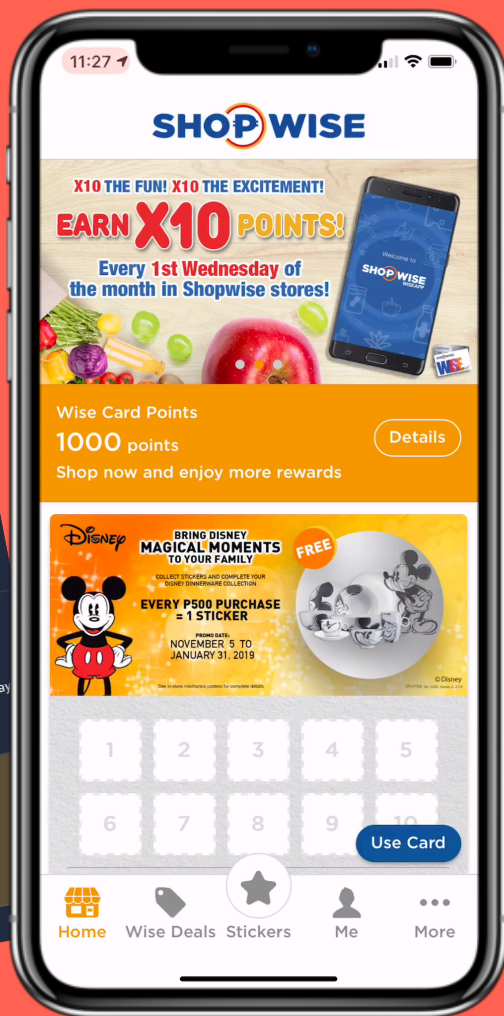 11:27
SHOPWISE
X10 THE FUN! X10 THE EXCITEMENT!
EARN X10 POINTS!
Every 1st Wednesday of
the month in Shopwise stores!
Welcome to
SHOPWISE
WISE APP
WISE
Wise Card Points
1000 points
Details
Shop now and enjoy more rewards
Disney
BRING DISNEY
MAGICAL MOMENTS
TO YOUR FAMILY
FREE
COLLECT STICKERS AND COMPLETE YOUR
DISNEY DINNERWARE COLLECTION
EVERY P500 PURCHASE
= 1 STICKER
PROMO DATE:
NOVEMBER 5 TO
JANUARY 31, 2019
See in-store mechanics posters for complete details.
©Disney
1 2 3 4 5
6 7 8 9 10
Use Card
Home Wise Deals Stickers Me More
ay